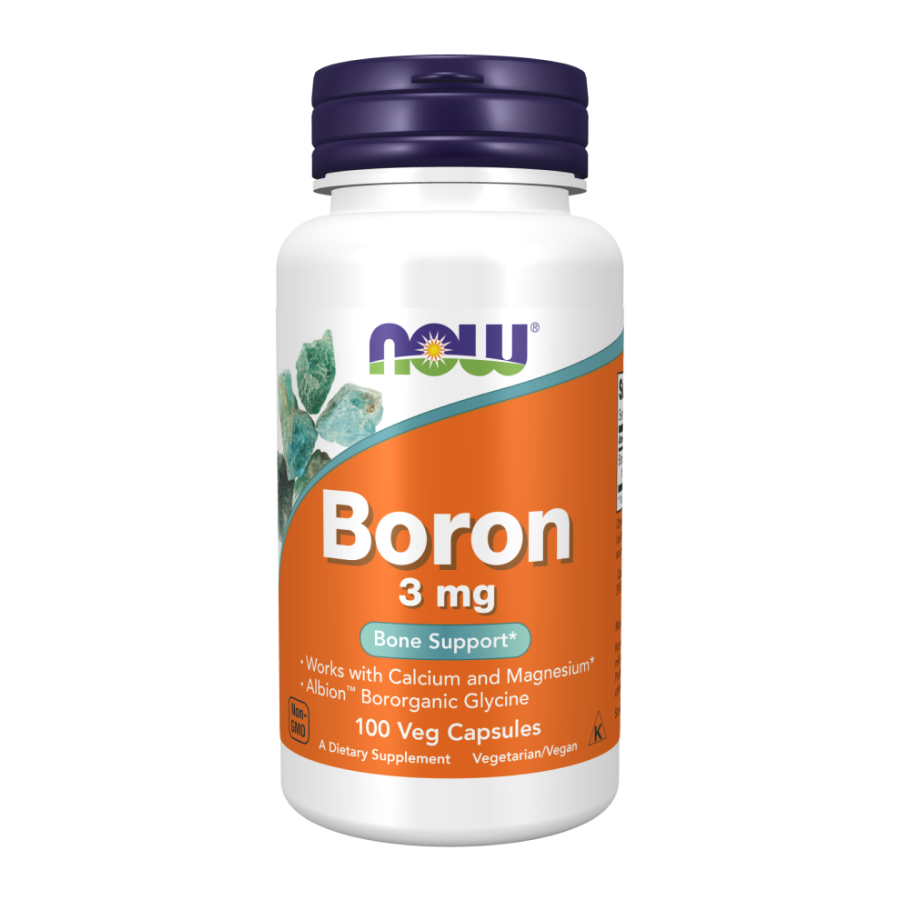 NOW®
Boron
3 mg
Bone Support*
• Works with Calcium and Magnesium*
• Albion™ Bororganic Glycine
100 Veg Capsules
Non-
GMO
K
A Dietary Supplement Vegetarian/Vegan